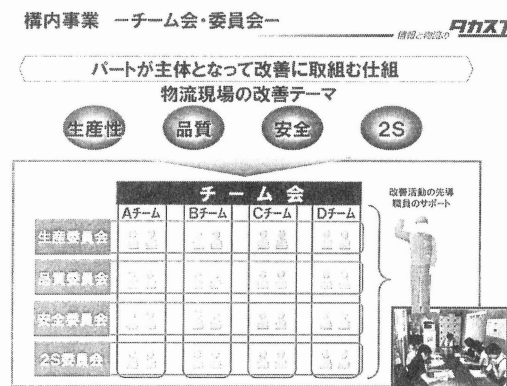 構内事業 －チーム会・委員会－
情報と物流の タカスエ
パートが主体となって改善に取組む仕組
物流現場の改善テーマ
生産性 品質 安全 2S
チーム会
Aチーム Bチーム Cチーム Dチーム
改善活動の先導
職員のサポート
生産委員会
品質委員会
安全委員会
2S委員会